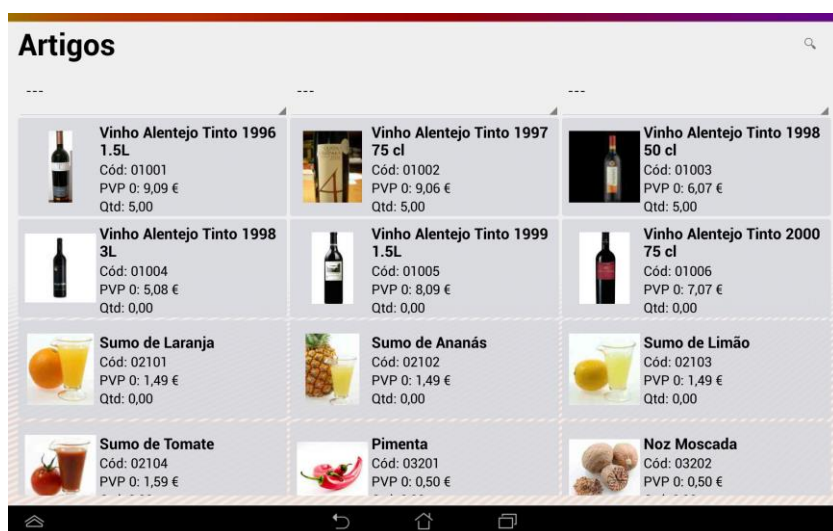 Artigos
---
---
---
Vinho Alentejo Tinto 1996
1.5L
Cód: 01001
PVP 0: 9,09 €
Qtd: 5,00
Vinho Alentejo Tinto 1997
75 cl
Cód: 01002
PVP 0: 9,06 €
Qtd: 5,00
Vinho Alentejo Tinto 1998
50 cl
Cód: 01003
PVP 0: 6,07 €
Qtd: 5,00
Vinho Alentejo Tinto 1998
3L
Cód: 01004
PVP 0: 5,08 €
Qtd: 0,00
Vinho Alentejo Tinto 1999
1.5L
Cód: 01005
PVP 0: 8,09 €
Qtd: 0,00
Vinho Alentejo Tinto 2000
75 cl
Cód: 01006
PVP 0: 7,07 €
Qtd: 0,00
Sumo de Laranja
Cód: 02101
PVP 0: 1,49 €
Qtd: 0,00
Sumo de Ananás
Cód: 02102
PVP 0: 1,49 €
Qtd: 0,00
Sumo de Limão
Cód: 02103
PVP 0: 1,49 €
Qtd: 0,00
Sumo de Tomate
Cód: 02104
PVP 0: 1,59 €
Pimenta
Cód: 03201
PVP 0: 0,50 €
Noz Moscada
Cód: 03202
PVP 0: 0,50 €